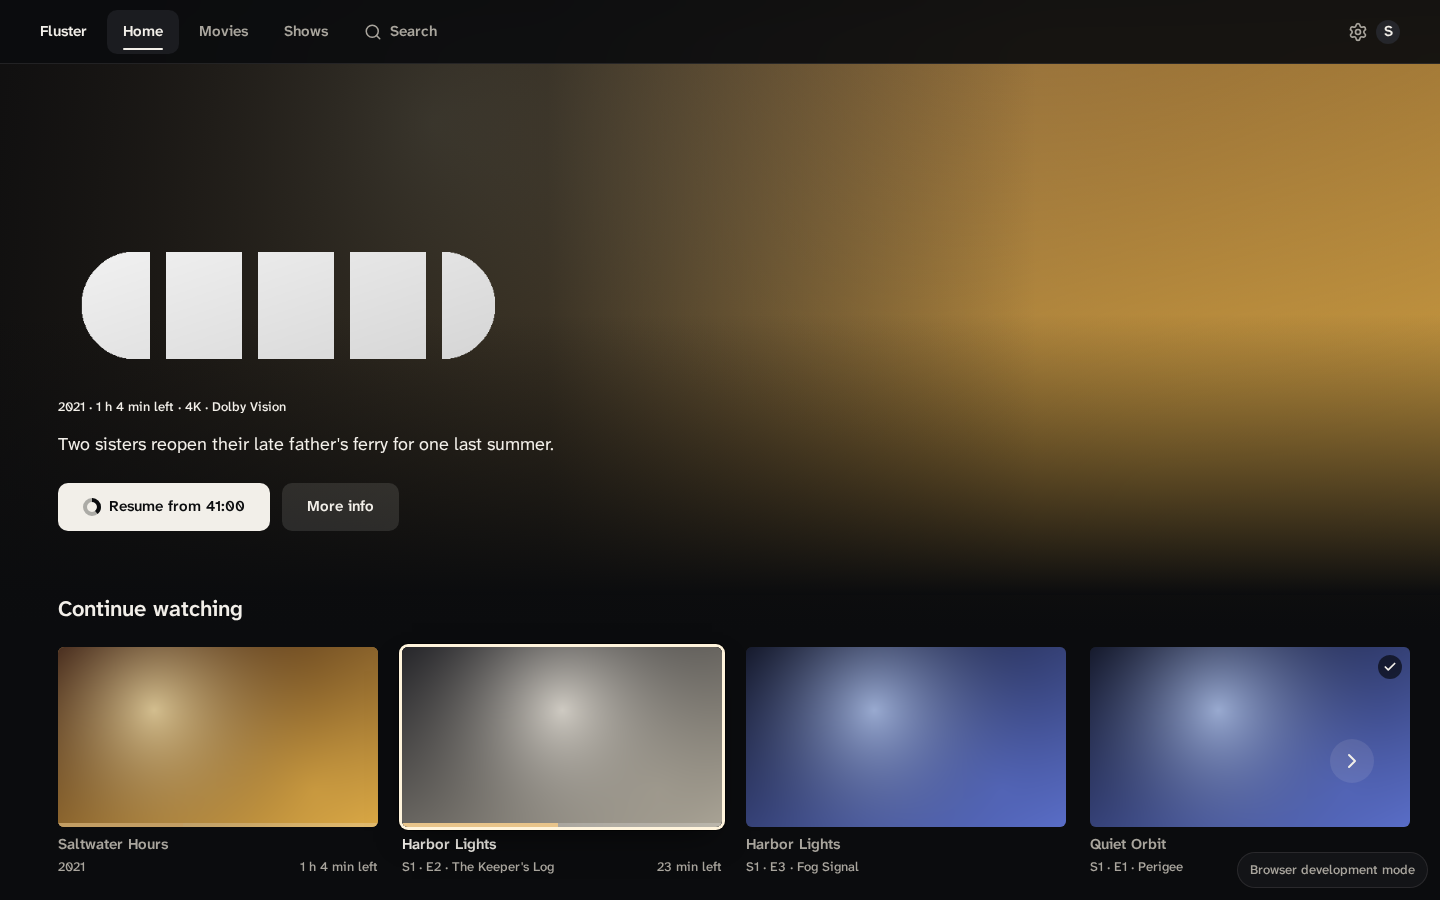 Fluster
Home
Movies
Shows
Search
S
2021 · 1 h 4 min left · 4K · Dolby Vision
Two sisters reopen their late father's ferry for one last summer.
Resume from 41:00
More info
Continue watching
Saltwater Hours
2021
1 h 4 min left
Harbor Lights
S1 · E2 · The Keeper's Log
23 min left
Harbor Lights
S1 · E3 · Fog Signal
Quiet Orbit
S1 · E1 · Perigee
Browser development mode